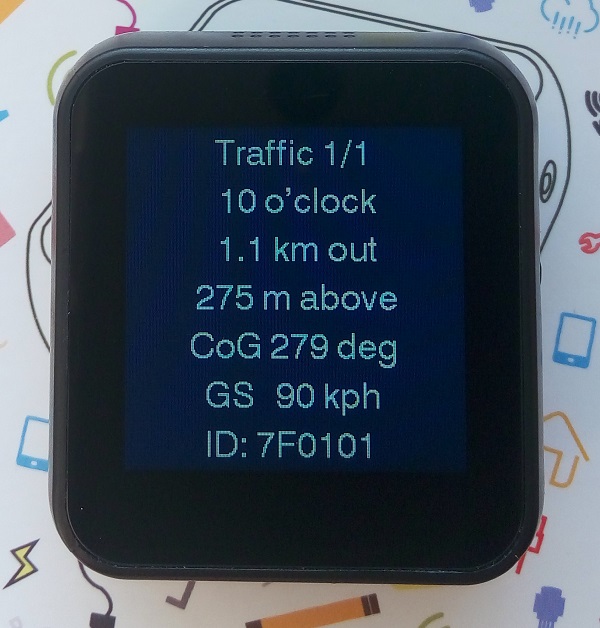 Traffic 1/1
10 o'clock
1.1 km out
275 m above
CoG 279 deg
GS  90 kph
ID: 7F0101